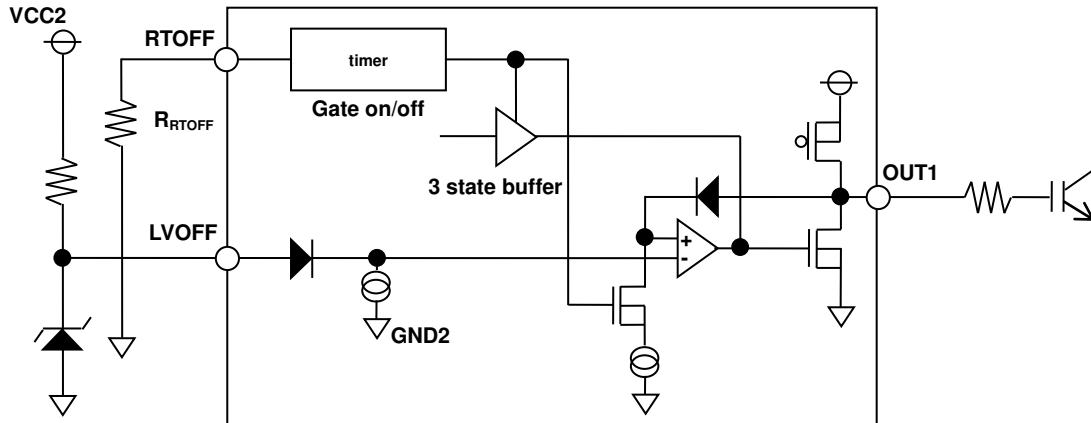 VCC2
RTOFF
timer
Gate on/off
RRTOFF
3 state buffer
OUT1
LVOFF
+
-
GND2